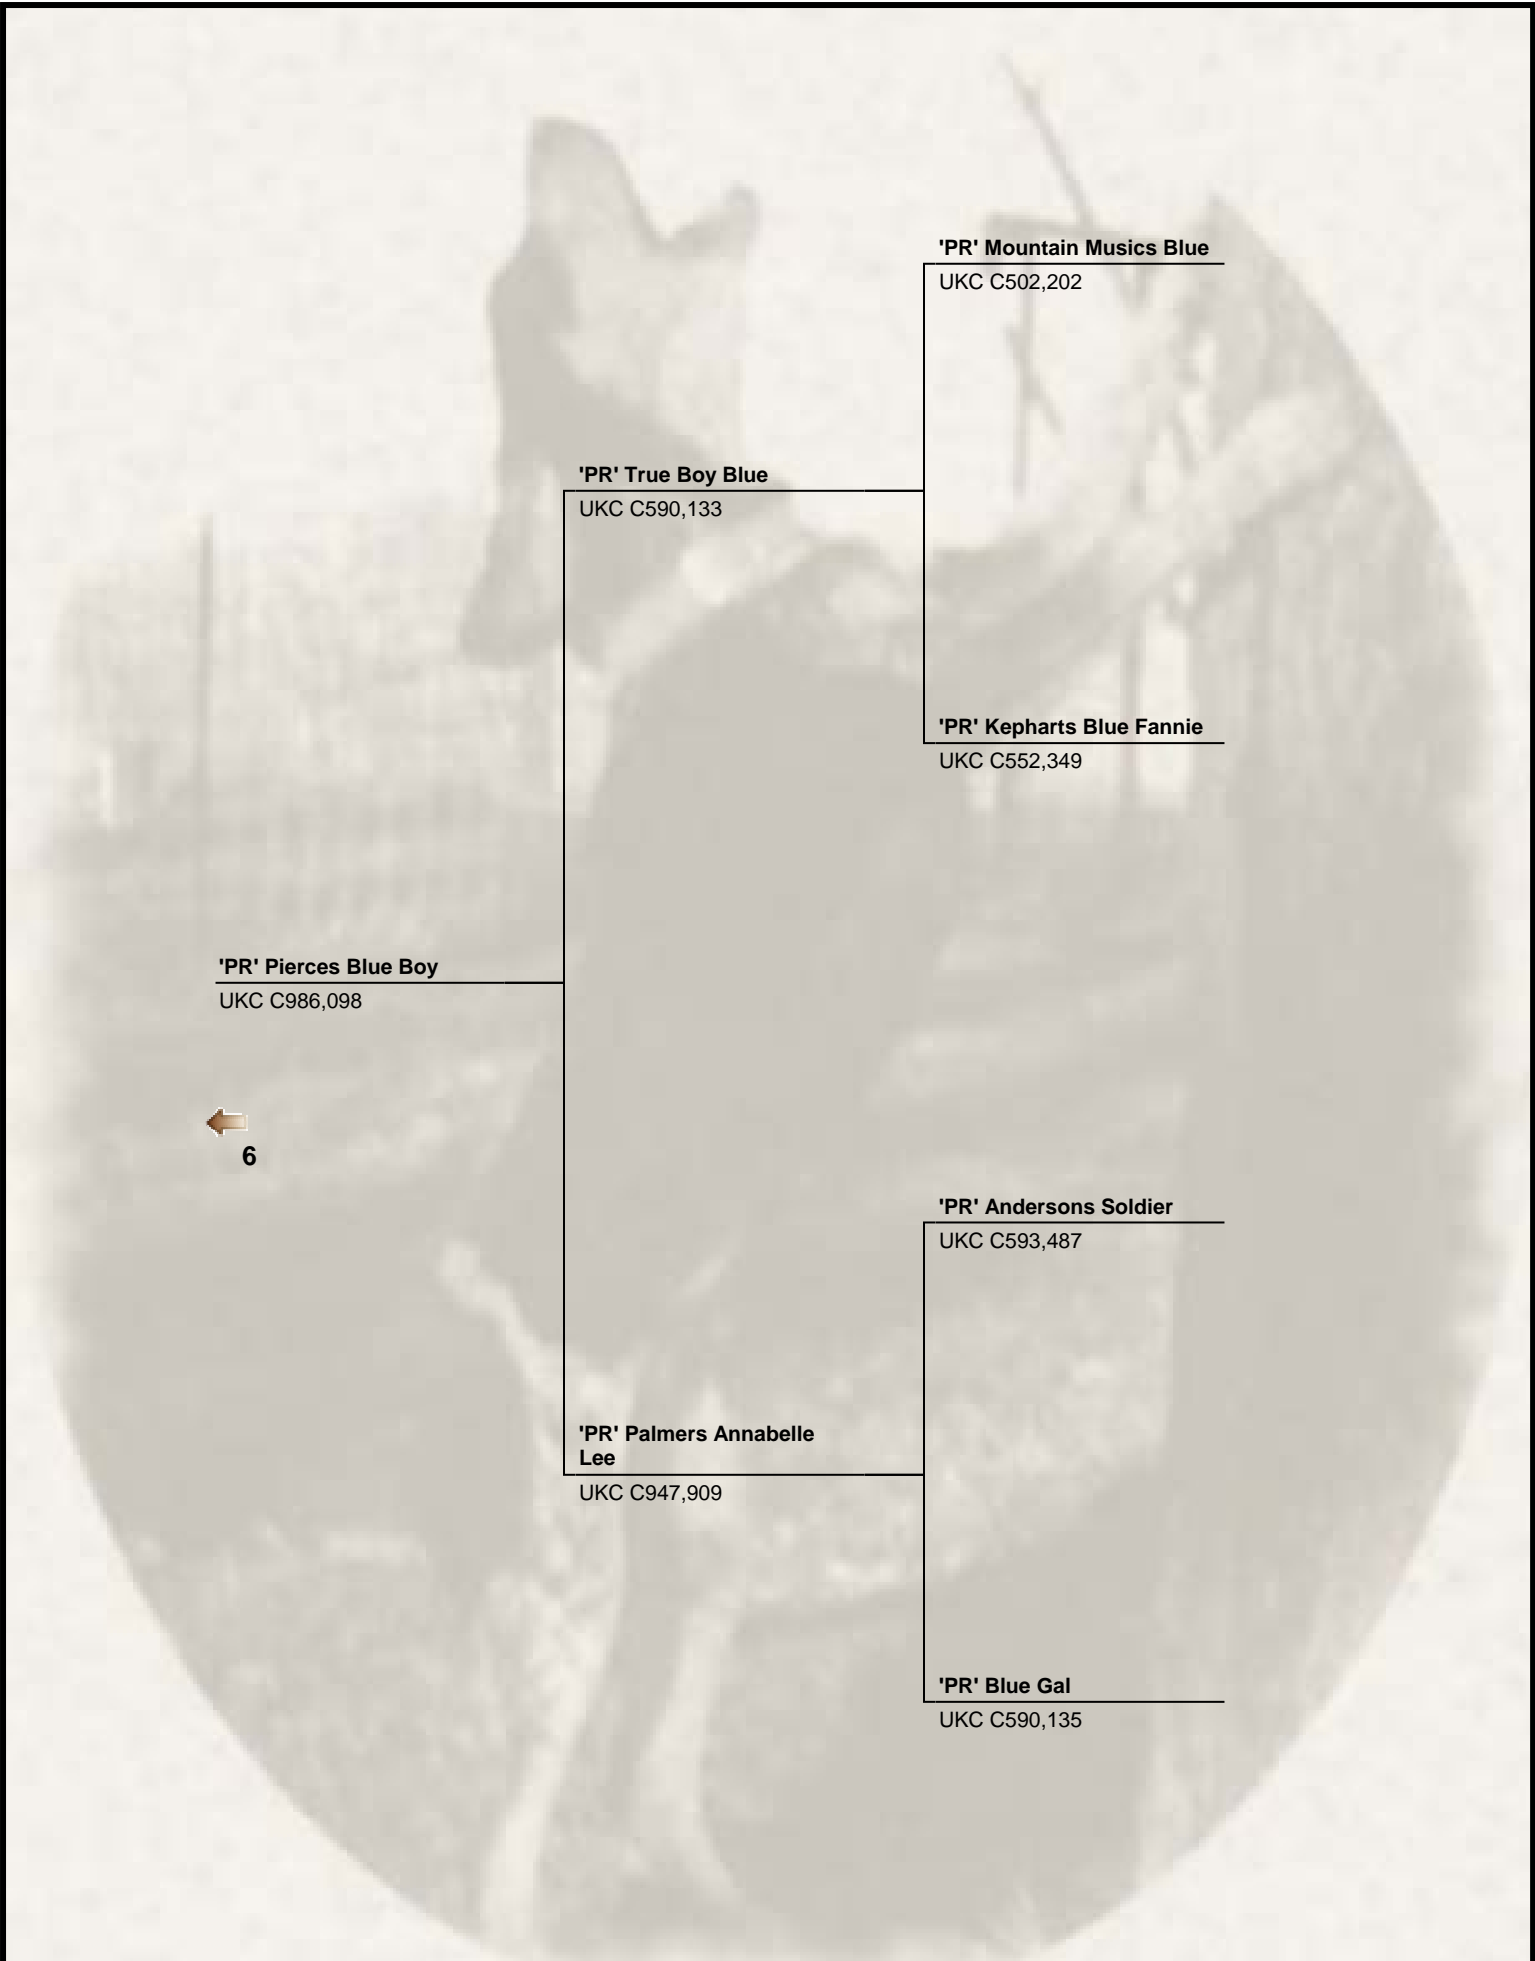 'PR' Mountain Musics Blue
UKC C502,202
'PR' True Boy Blue
UKC C590,133
'PR' Kepharts Blue Fannie
UKC C552,349
'PR' Pierces Blue Boy
UKC C986,098
6
'PR' Andersons Soldier
UKC C593,487
'PR' Palmers Annabelle
Lee
UKC C947,909
'PR' Blue Gal
UKC C590,135